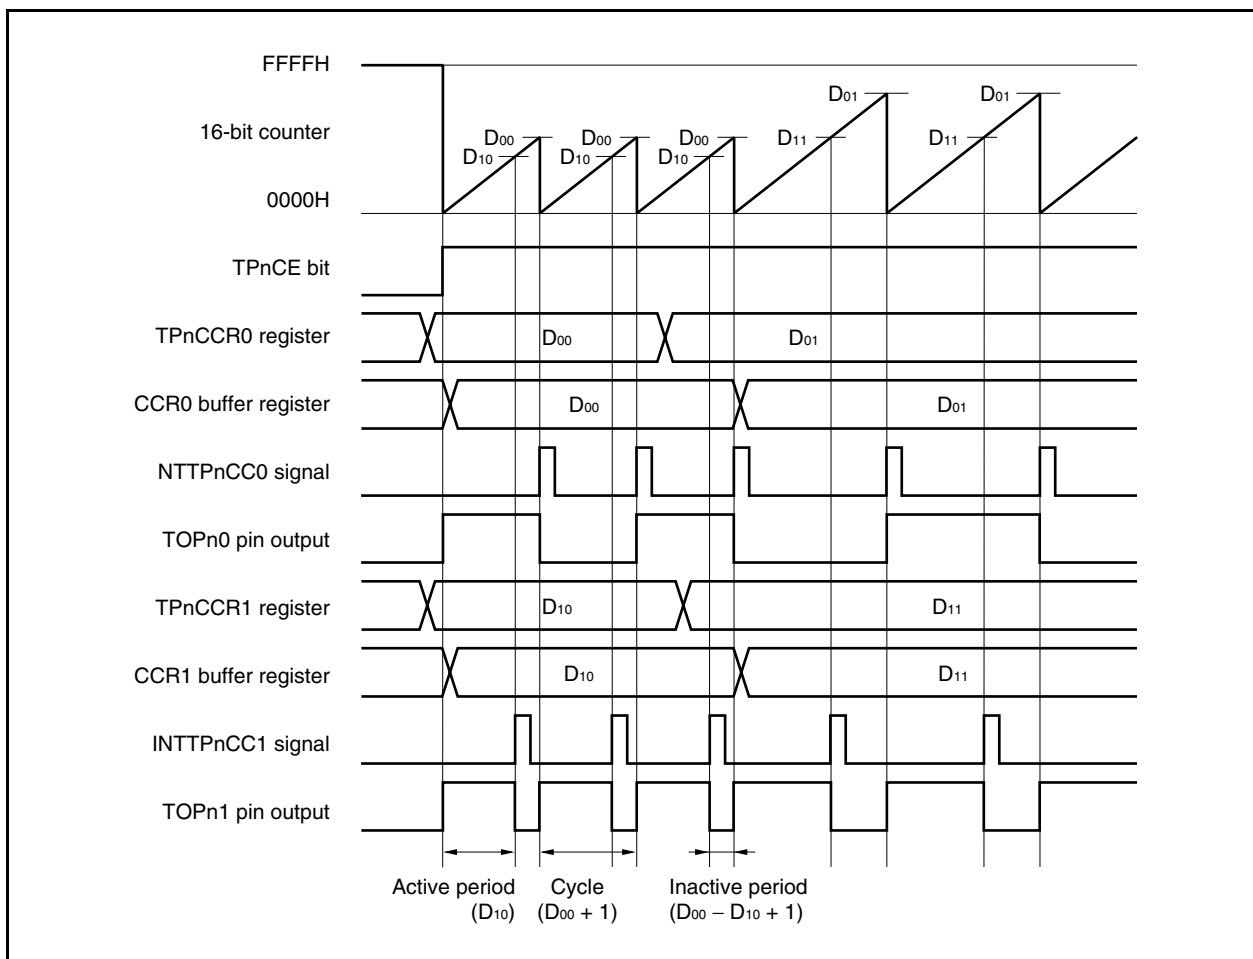 FFFFH
D01 D01
16-bit counter D00 D00 D00 D11 D11
D10 D10 D10
0000H
TPnCE bit
TPnCCR0 register D00 D01
CCR0 buffer register D00 D01
NTTPnCC0 signal
TOPn0 pin output
TPnCCR1 register D10 D11
CCR1 buffer register D10 D11
INTTPnCC1 signal
TOPn1 pin output
Active period Cycle Inactive period
(D10) (D00 + 1) (D00 − D10 + 1)